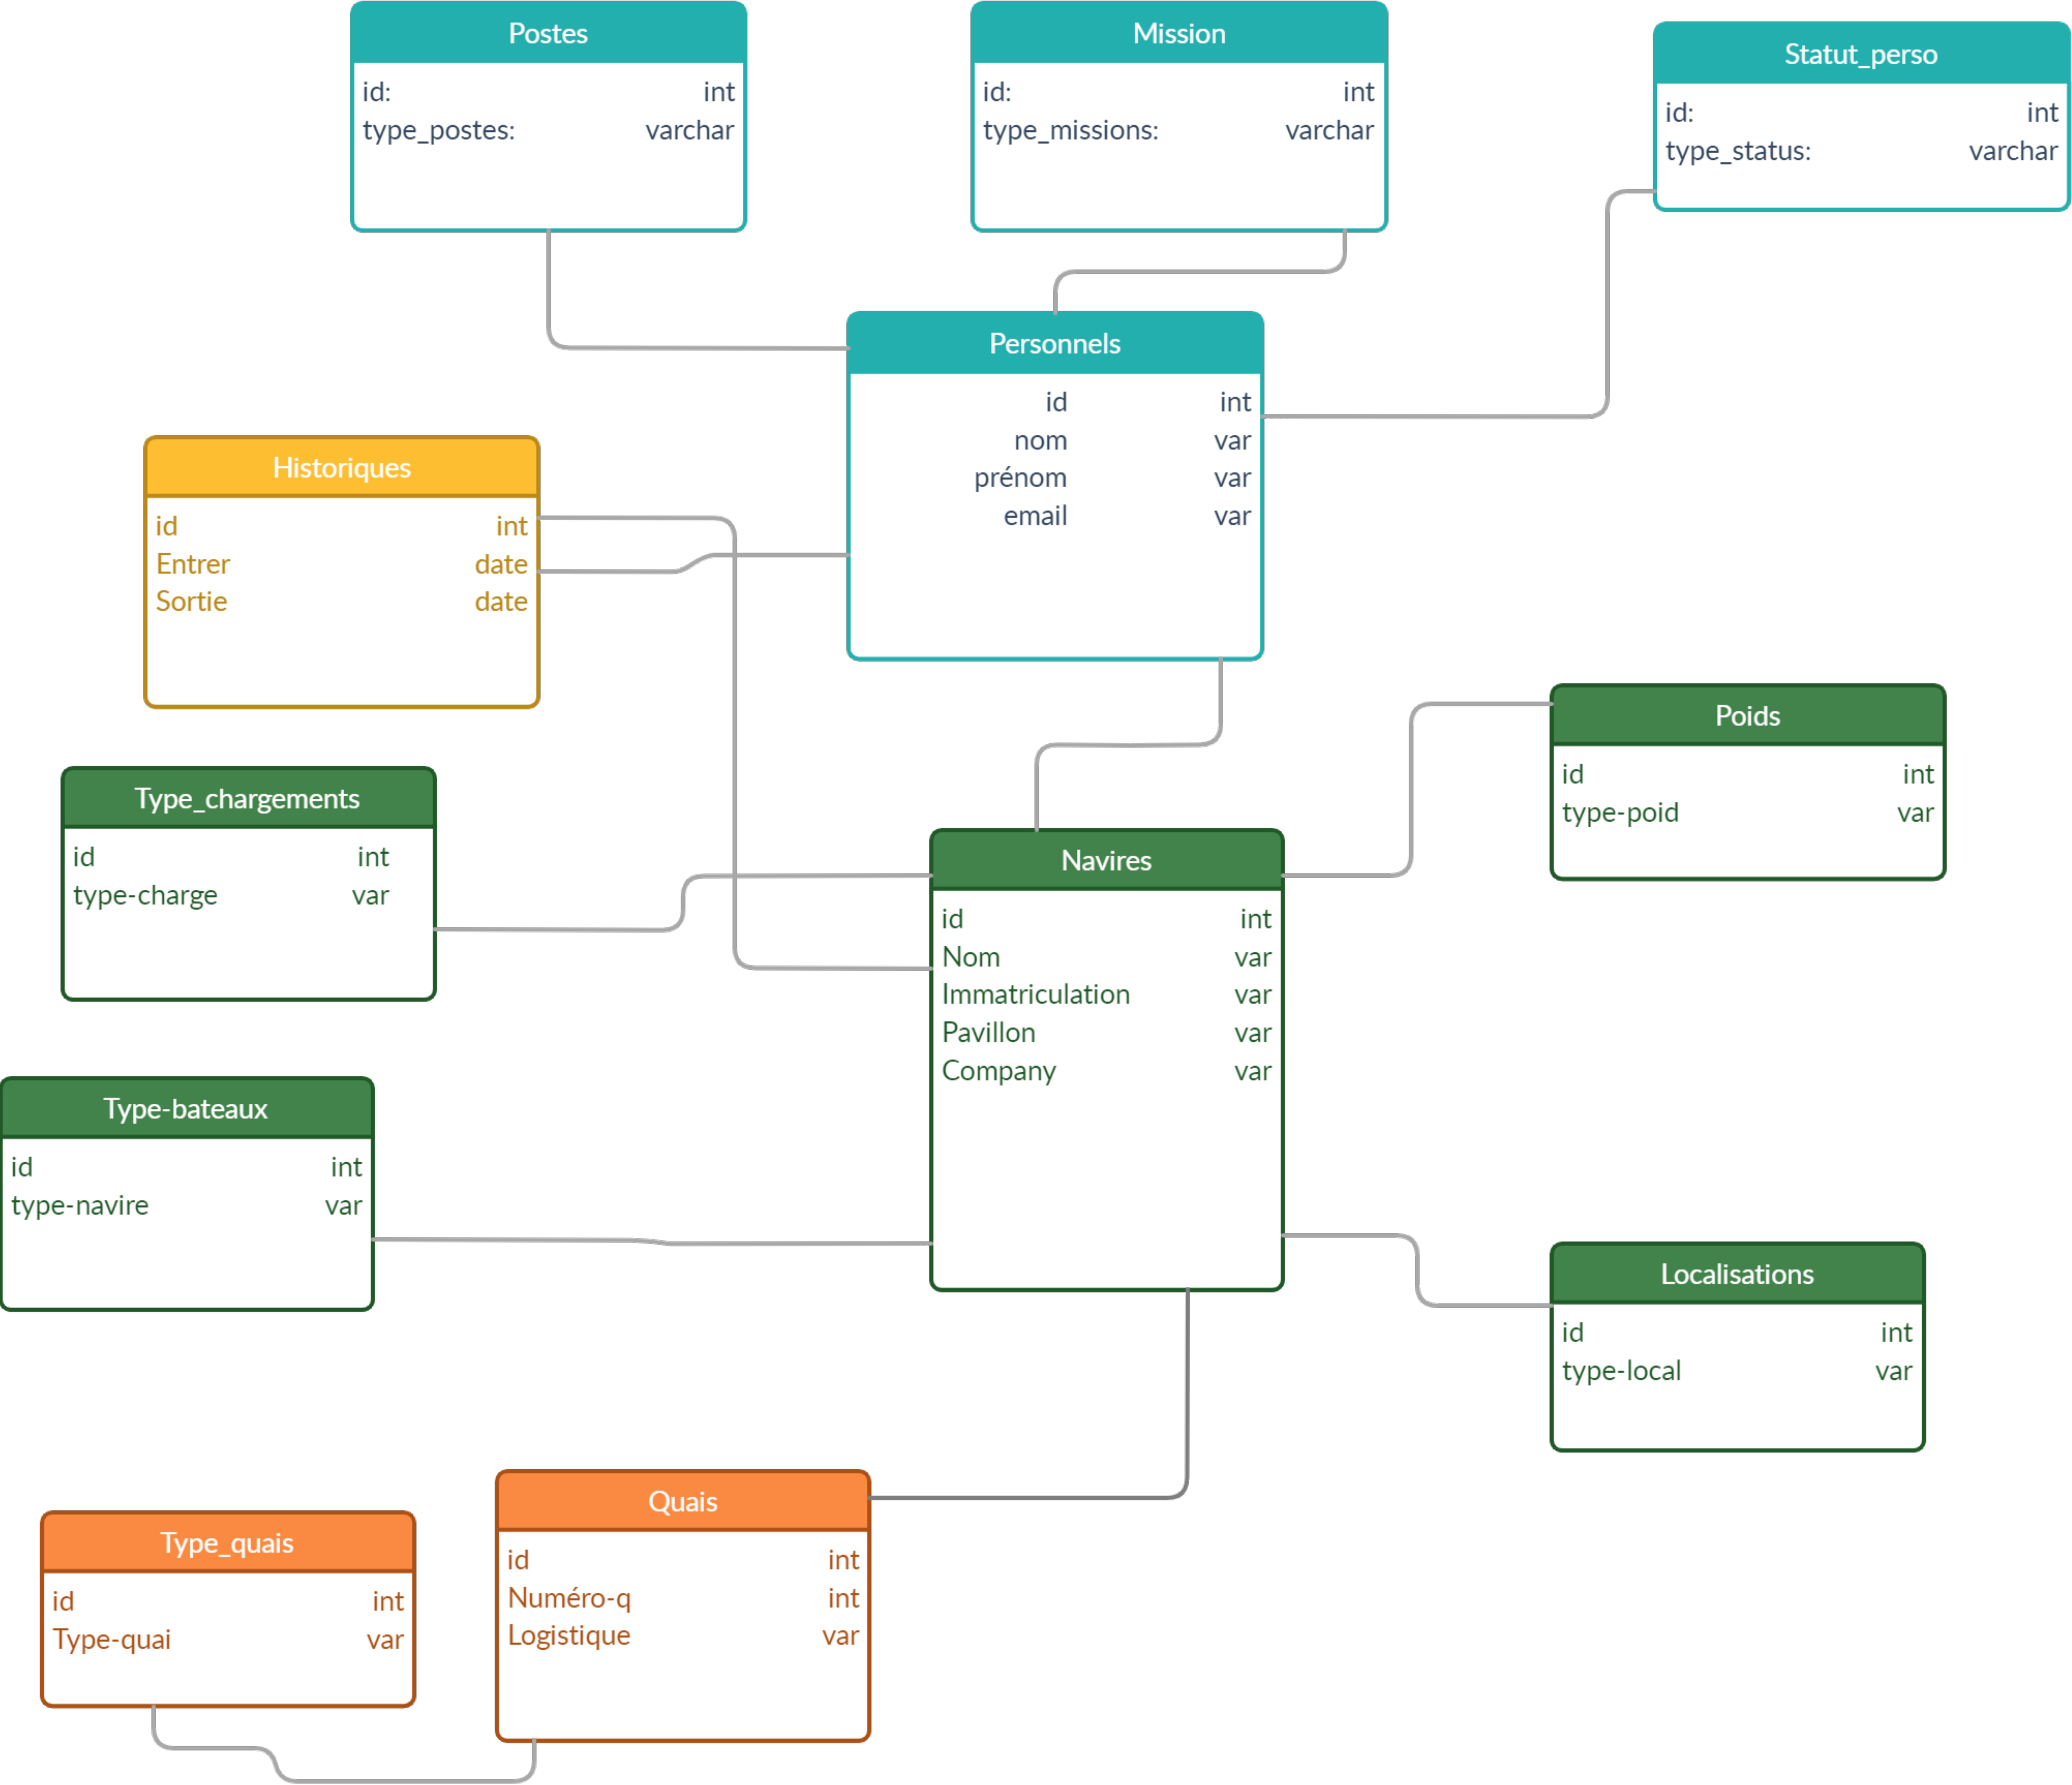 Postes
id: int
type_postes: varchar
Mission
id: int
type_missions: varchar
Statut_perso
id: int
type_status: varchar
Personnels
id int
nom var
prénom var
email var
Historiques
id int
Entrer date
Sortie date
Poids
id int
type-poid var
Type_chargements
id int
type-charge var
Navires
id int
Nom var
Immatriculation var
Pavillon var
Company var
Type-bateaux
id int
type-navire var
Localisations
id int
type-local var
Quais
id int
Numéro-q int
Logistique var
Type_quais
id int
Type-quai var